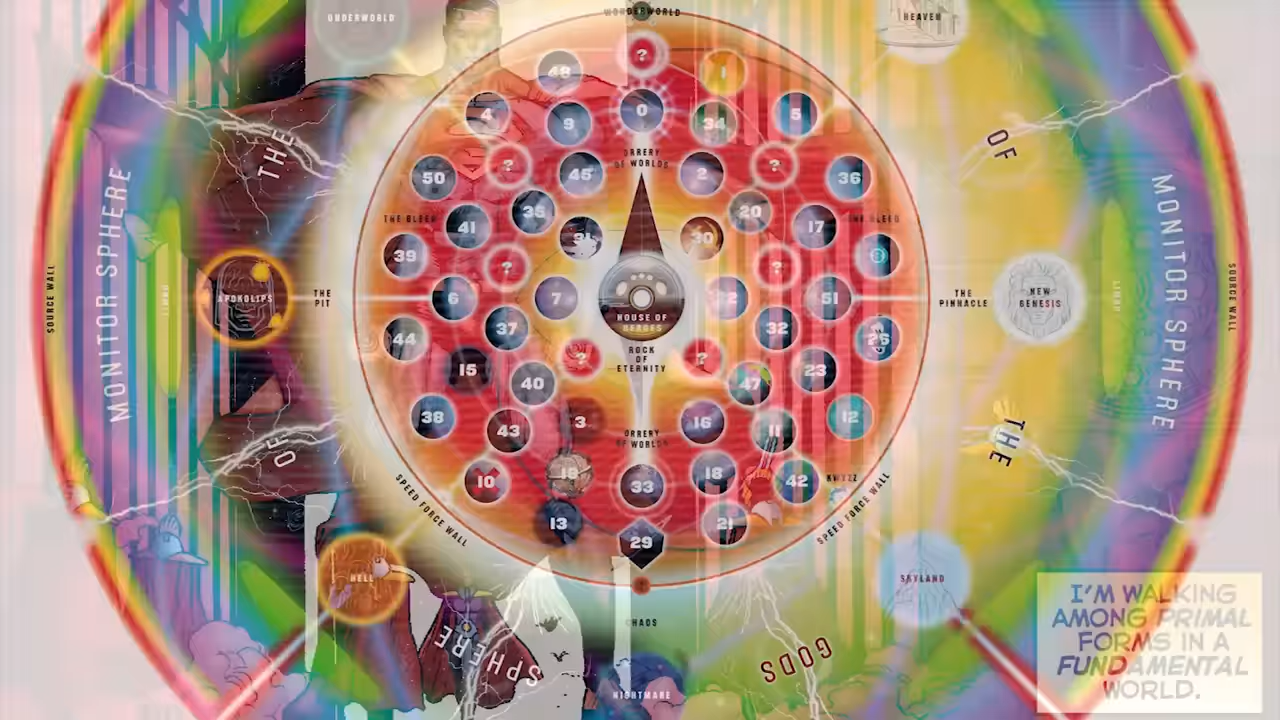 UNDERWORLD
WONDERWORLD
HEAVEN
?
48
4
9
0
34
5
THE
OF
ORRERY
OF WORLDS
50
?
45
2
?
36
MONITOR SPHERE
MONITOR SPHERE
THE BLEED
41
35
20
17
THE BLEED
39
?
31
30
?
SOURCE WALL
APOKOLIPS
THE
PIT
6
7
HOUSE OF
HEROES
51
THE
PINNACLE
NEW
GENESIS
LIMBO
SOURCE WALL
44
37
32
26
ROCK
OF
ETERNITY
15
?
?
23
40
47
38
43
3
ORRERY
OF WORLDS
16
11
12
OF
THE
10
19
33
18
42
SPEED FORCE WALL
SPEED FORCE WALL
13
29
21
HELL
SKYLAND
CHAOS
SPHERE
GODS
NIGHTMARE
I'M WALKING
AMONG PRIMAL
FORMS IN A
FUNDAMENTAL
WORLD.